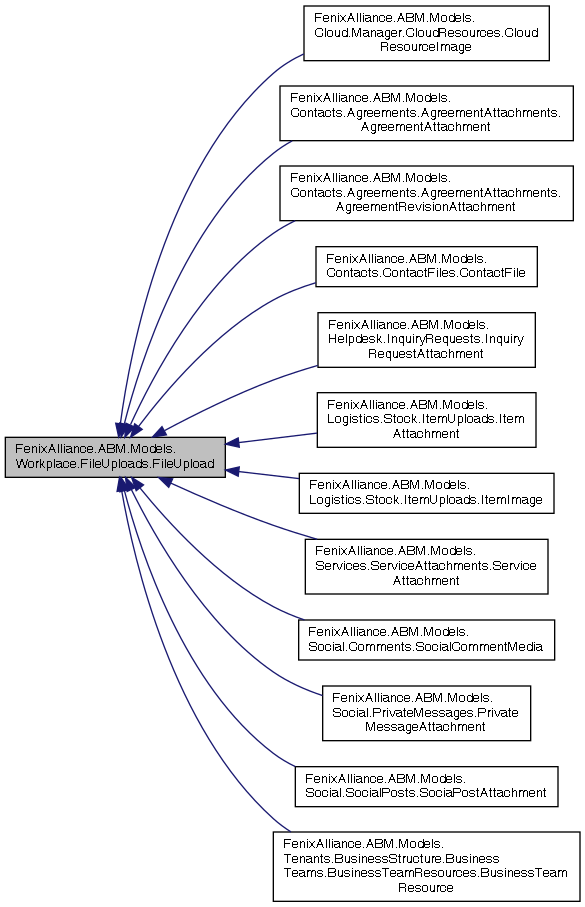 FenixAlliance.ABM.Models.
Cloud.Manager.CloudResources.Cloud
ResourceImage
FenixAlliance.ABM.Models.
Contacts.Agreements.AgreementAttachments.
AgreementAttachment
FenixAlliance.ABM.Models.
Contacts.Agreements.AgreementAttachments.
AgreementRevisionAttachment
FenixAlliance.ABM.Models.
Contacts.ContactFiles.ContactFile
FenixAlliance.ABM.Models.
Helpdesk.InquiryRequests.Inquiry
RequestAttachment
FenixAlliance.ABM.Models.
Logistics.Stock.ItemUploads.Item
Attachment
FenixAlliance.ABM.Models.
Workplace.FileUploads.FileUpload
FenixAlliance.ABM.Models.
Logistics.Stock.ItemUploads.ItemImage
FenixAlliance.ABM.Models.
Services.ServiceAttachments.Service
Attachment
FenixAlliance.ABM.Models.
Social.Comments.SocialCommentMedia
FenixAlliance.ABM.Models.
Social.PrivateMessages.Private
MessageAttachment
FenixAlliance.ABM.Models.
Social.SocialPosts.SociaPostAttachment
FenixAlliance.ABM.Models.
Tenants.BusinessStructure.Business
Teams.BusinessTeamResources.BusinessTeam
Resource